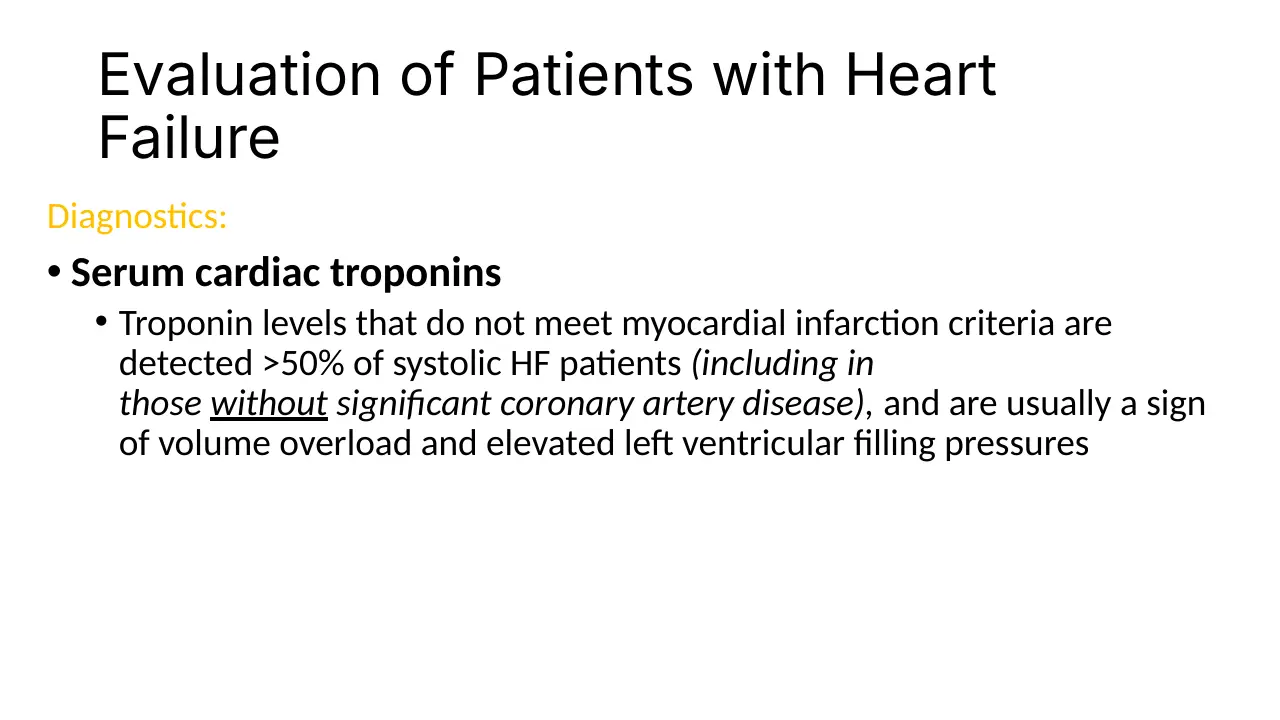 Evaluation of Patients with Heart
Failure
Diagnostics:
• Serum cardiac troponins
• Troponin levels that do not meet myocardial infarction criteria are
detected >50% of systolic HF patients (including in
those without significant coronary artery disease), and are usually a sign
of volume overload and elevated left ventricular filling pressures